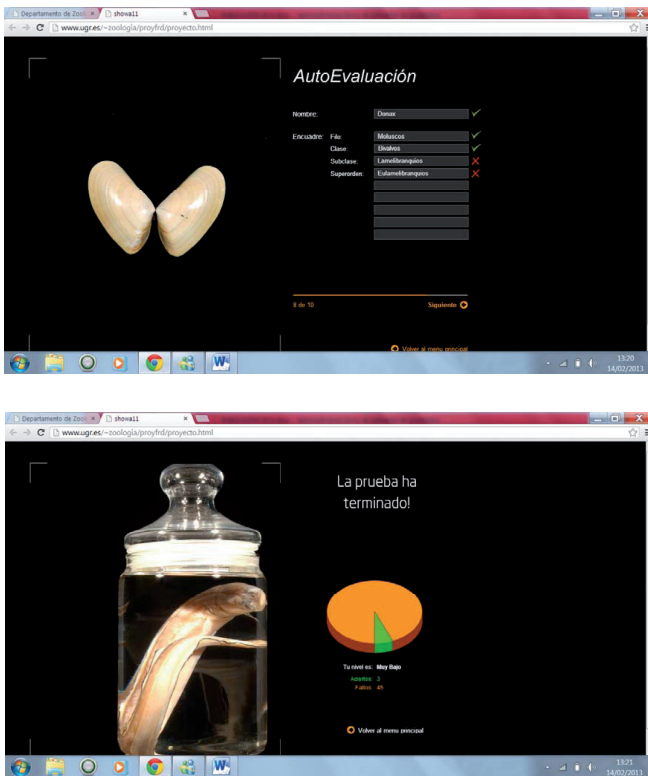 Departamento de Zool × showa11 ×
www.ugr.es/~zoologia/proyfrd/proyecto.html
AutoEvaluación
Nombre: Donax
Encuadre: Filo: Moluscos
Clase: Bivalvos
Subclase: Lamelibranquios
Superorden: Eulamelibranquios
8 de 10 Siguiente
Volver al menu principal
13:20
14/02/2013
Departamento de Zool × showa11 ×
www.ugr.es/~zoologia/proyfrd/proyecto.html
La prueba ha
terminado!
Tu nivel es: Muy Bajo
Aciertos: 3
Fallos: 45
Volver al menu principal
13:21
14/02/2013